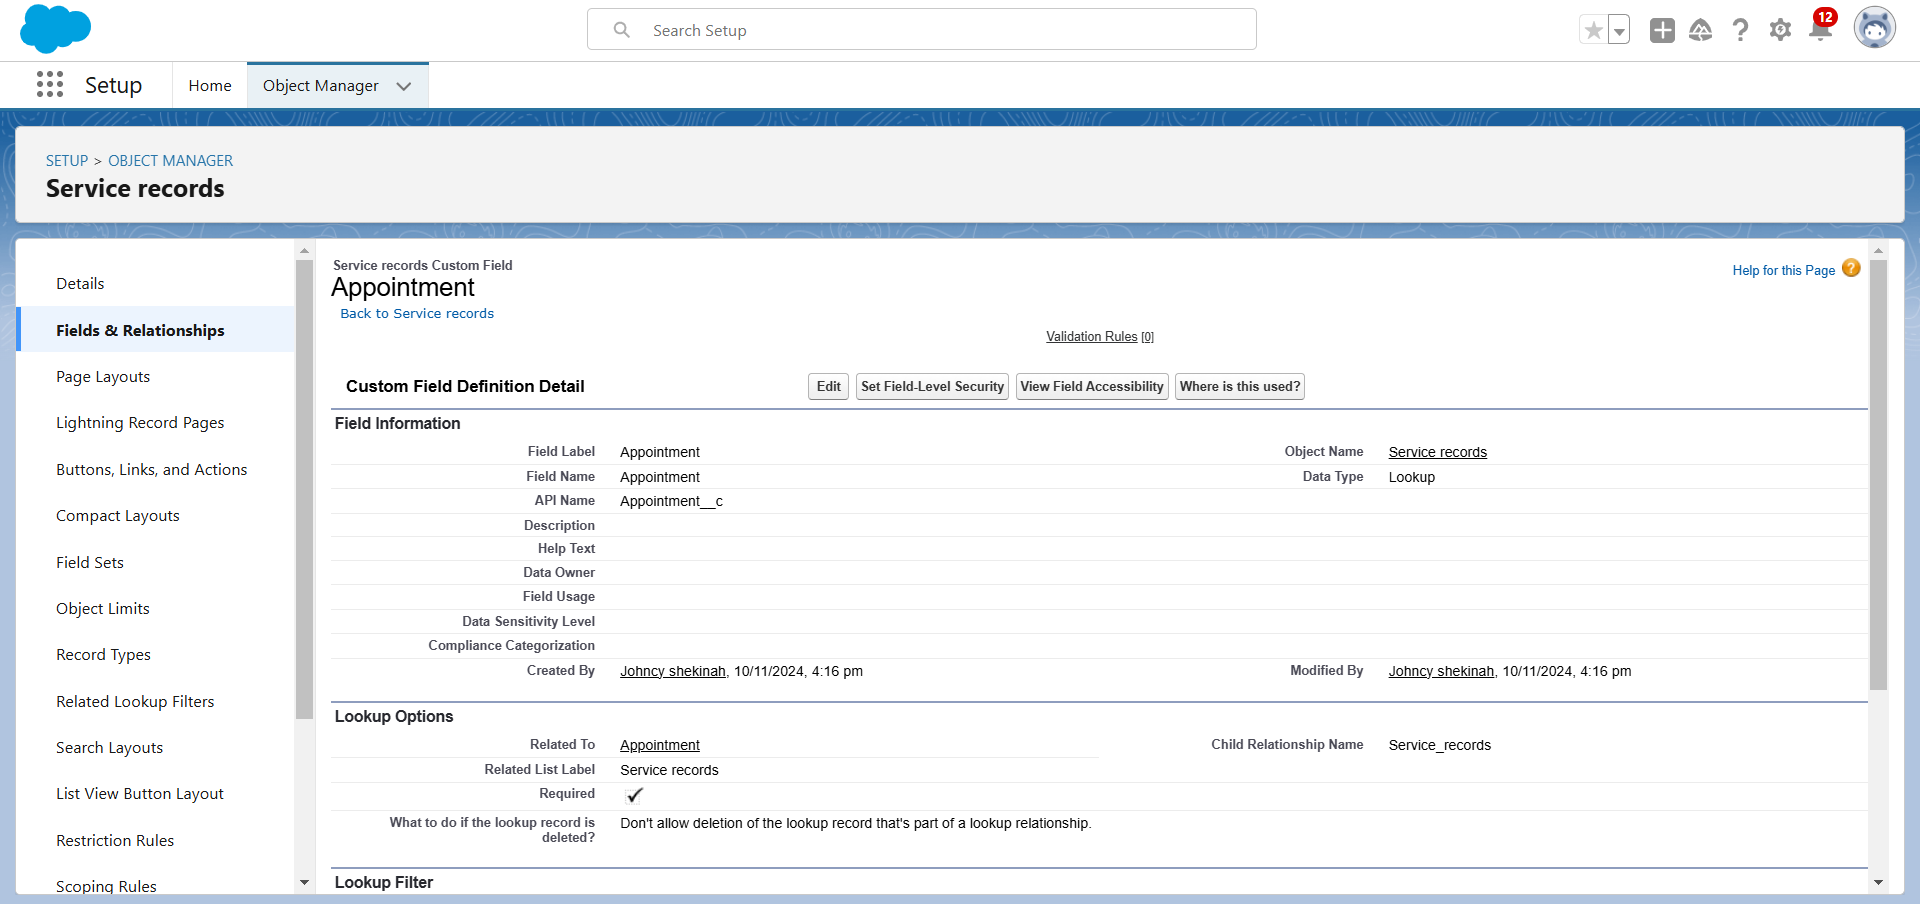 Search Setup
12
Setup
Home
Object Manager
SETUP > OBJECT MANAGER
Service records
Details
Fields & Relationships
Page Layouts
Lightning Record Pages
Buttons, Links, and Actions
Compact Layouts
Field Sets
Object Limits
Record Types
Related Lookup Filters
Search Layouts
List View Button Layout
Restriction Rules
Scoping Rules
Service records Custom Field
Appointment
Back to Service records
Help for this Page ?
Validation Rules [0]
Custom Field Definition Detail
Edit Set Field-Level Security View Field Accessibility Where is this used?
Field Information
Field Label Appointment Object Name Service records
Field Name Appointment Data Type Lookup
API Name Appointment__c
Description
Help Text
Data Owner
Field Usage
Data Sensitivity Level
Compliance Categorization
Created By Johncy shekinah, 10/11/2024, 4:16 pm Modified By Johncy shekinah, 10/11/2024, 4:16 pm
Lookup Options
Related To Appointment Child Relationship Name Service_records
Related List Label Service records
Required
What to do if the lookup record is
deleted?
Don't allow deletion of the lookup record that's part of a lookup relationship.
Lookup Filter